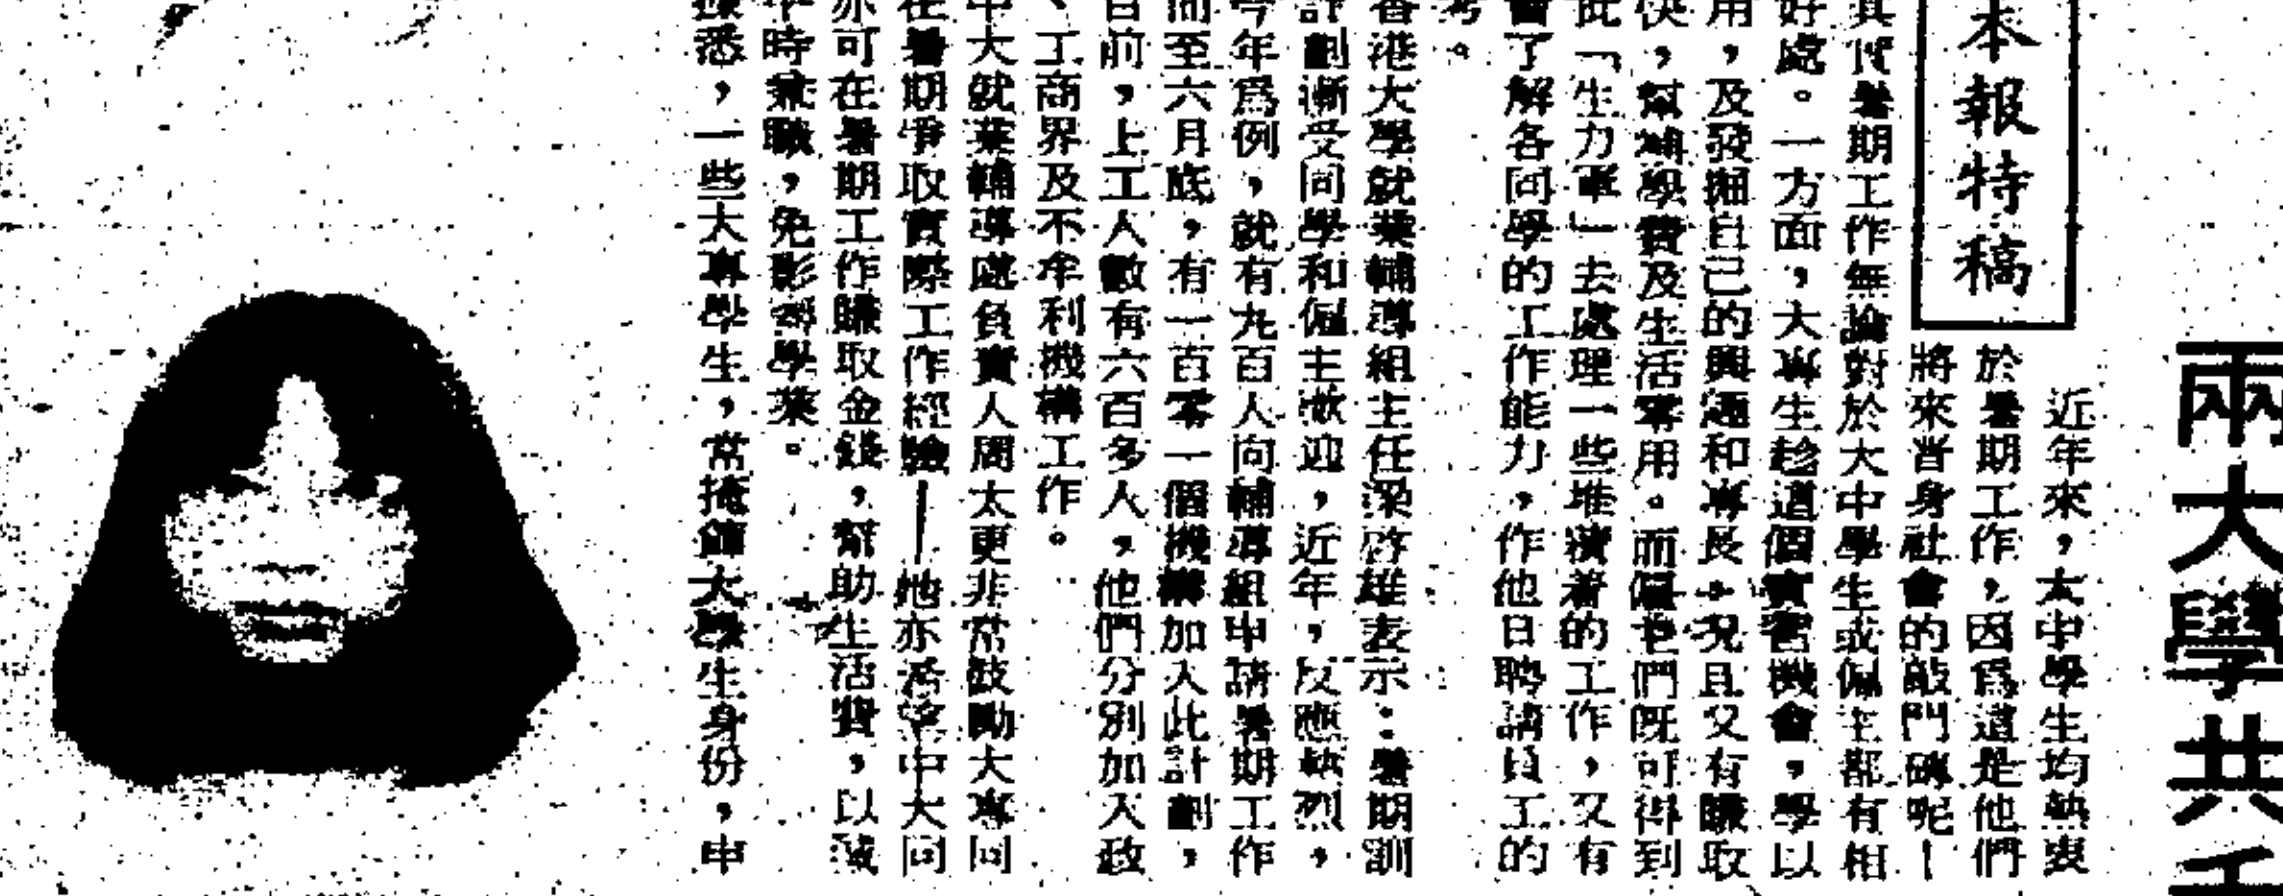 兩大學共
本報特稿
近年來，大中學生均熱衷
於暑期工作，因爲這是他們
將來晋身社會的敲門磚呢！
其代暑期工作無論對於大中學生或僱主都有相
好處。一方面，大專生趁這個實習機會，學以
用，及發掘自己的興趣和專長，況且又有賺取
快，幫補學費及生活零用。而僱主們旣可得到
此「生力軍」去處理一些堆積着的工作，又有
會了解各同學的工作能力，作他日聘請員工的
考。
香港大學就業輔導組主任梁啓雄表示：暑期訓
計劃漸受同學和僱主歡迎，近年，反應熱烈，
今年爲例，就有九百人向輔導組申請暑期工作
間至六月底，有一百零一個機構加入此計劃，
目前，上工人數有六百多人，他們分別加入政
、工商界及不牟利機構工作。
中大就業輔導處負責人周太更非常鼓勵大專同
在暑期爭取實際工作經驗——她亦希望中大同
亦可在暑期工作賺取金錢，幫助生活費，以減
平時兼職，免影響學業。
據悉，一些大專學生，常掩飾大學生身份，申